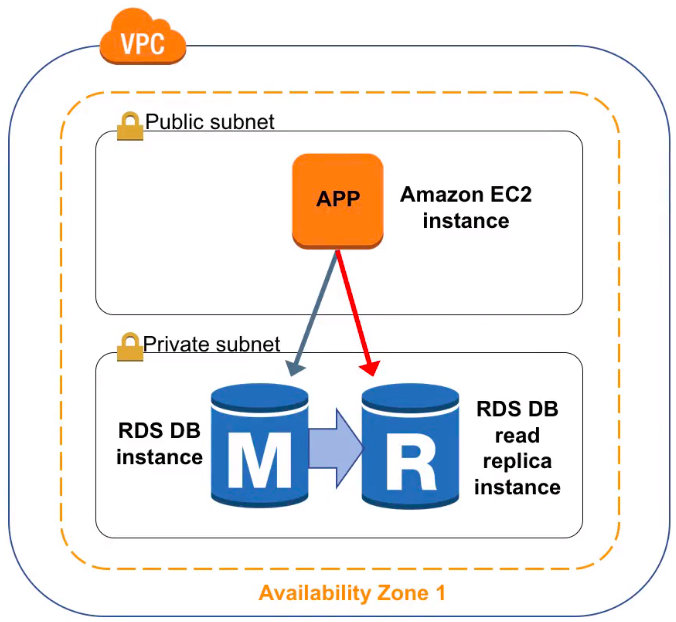 VPC
Public subnet
APP
Amazon EC2
instance
Private subnet
RDS DB
instance
M
R
RDS DB
read
replica
instance
Availability Zone 1